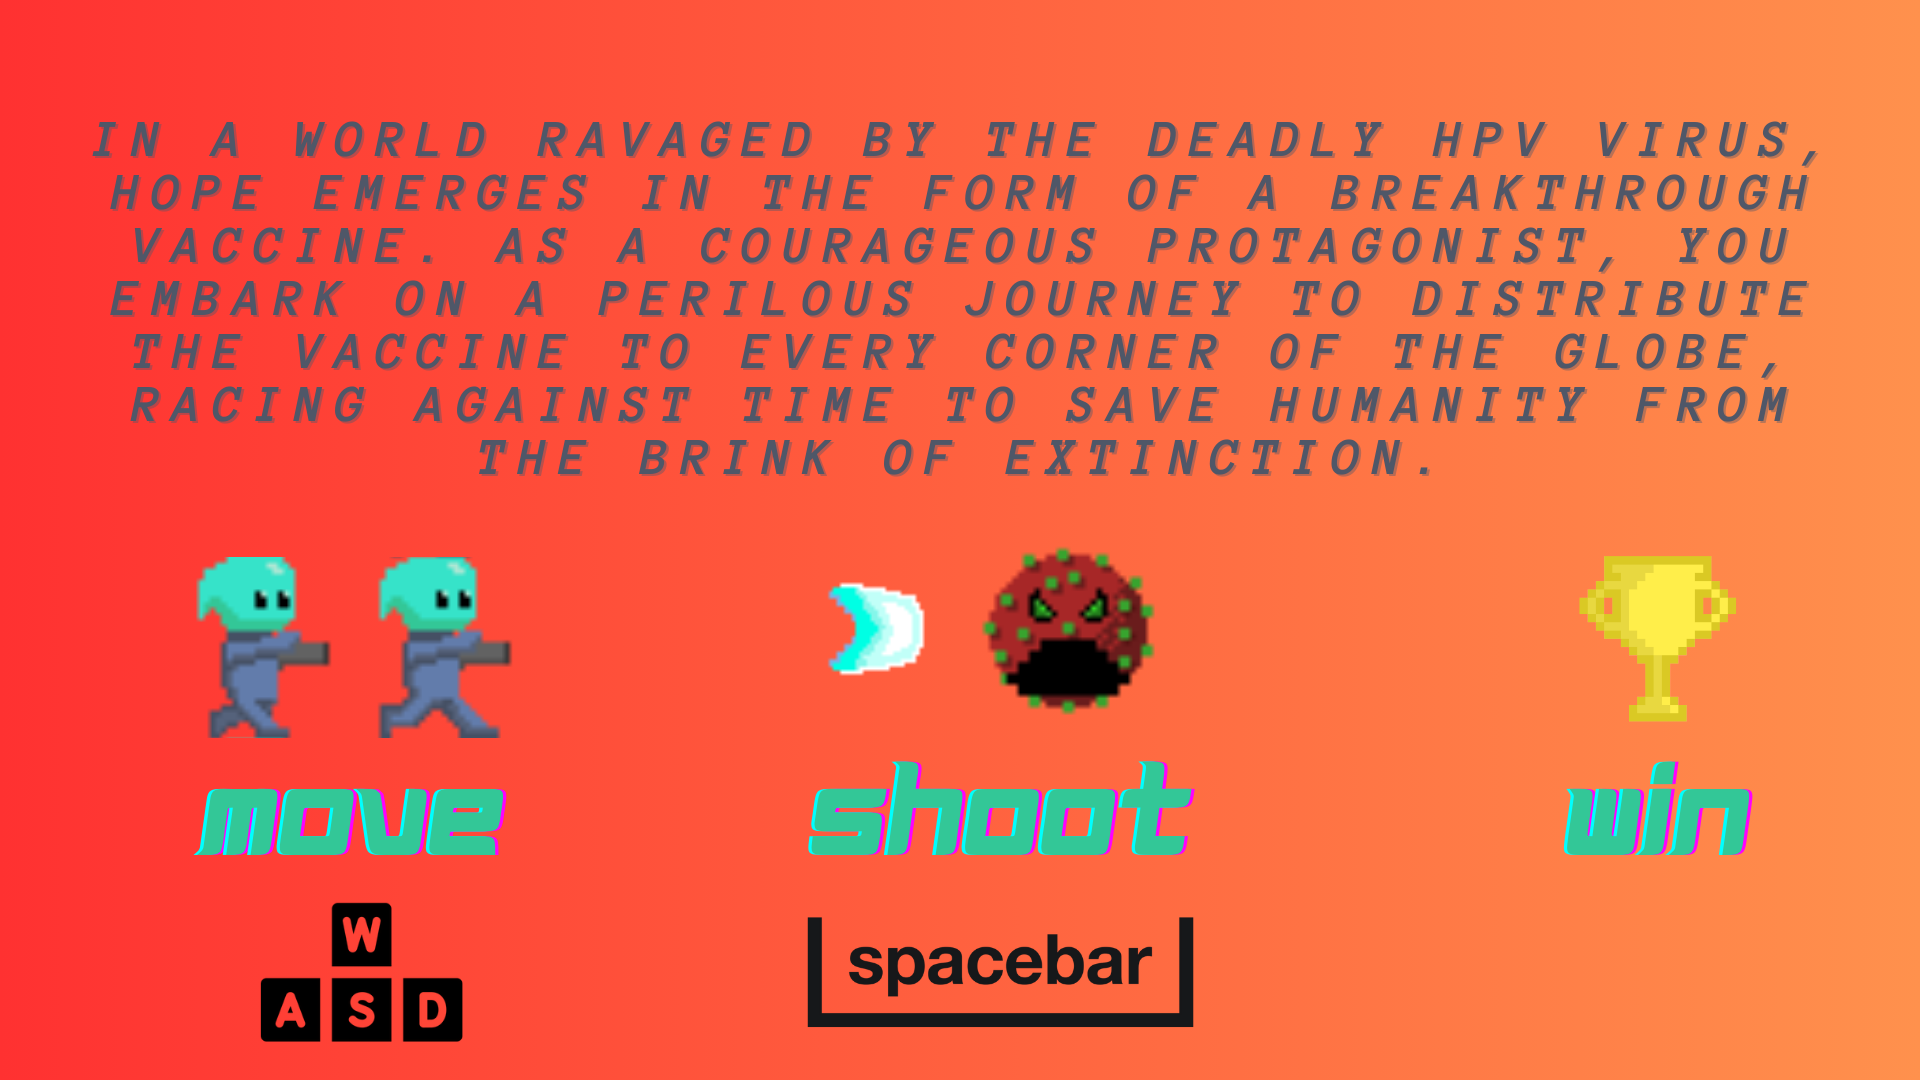 IN A WORLD RAVAGED BY THE DEADLY HPV VIRUS,
HOPE EMERGES IN THE FORM OF A BREAKTHROUGH
VACCINE. AS A COURAGEOUS PROTAGONIST, YOU
EMBARK ON A PERILOUS JOURNEY TO DISTRIBUTE
THE VACCINE TO EVERY CORNER OF THE GLOBE,
RACING AGAINST TIME TO SAVE HUMANITY FROM
THE BRINK OF EXTINCTION.
move shoot win
W
A S D
spacebar